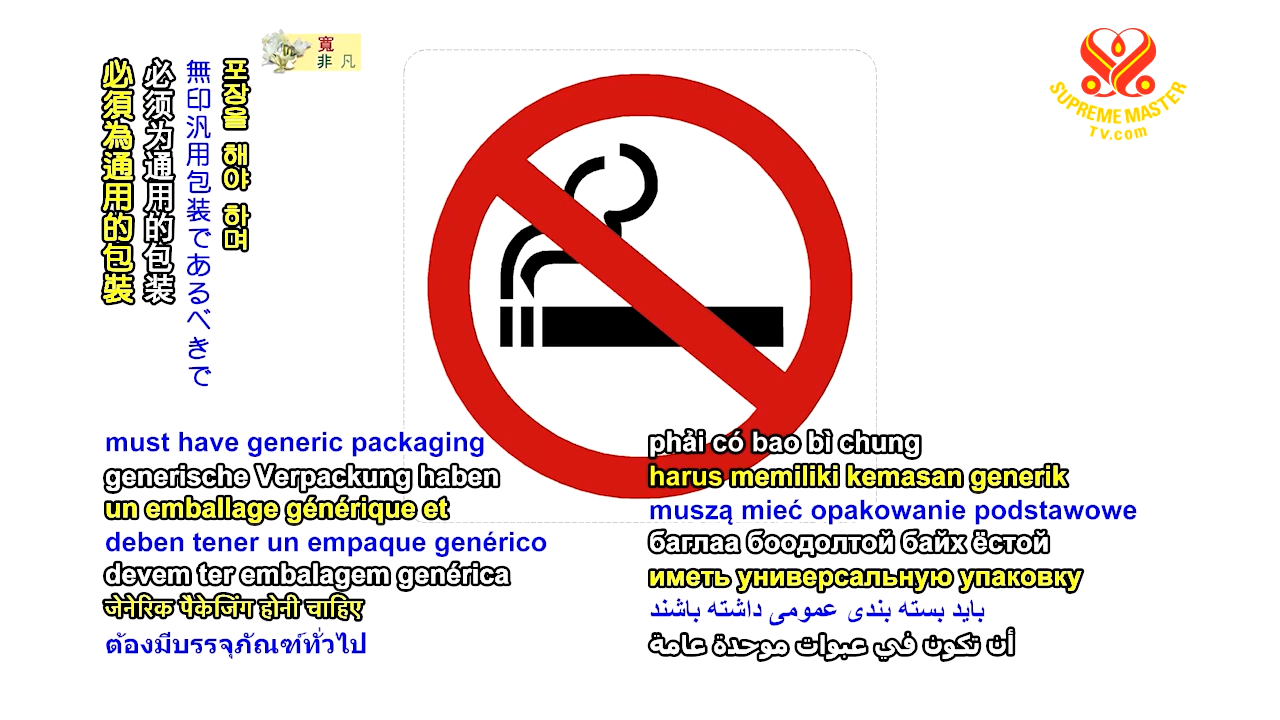 必須為通用的包裝
必须为通用的包装
無印汎用包装であるべきで
포장을 해야 하며
寬
非凡
SUPREME MASTER
TV.com
must have generic packaging
generische Verpackung haben
un emballage générique et
deben tener un empaque genérico
devem ter embalagem genérica
जेनेरिक पैकेजिंग होनी चाहिए
ต้องมีบรรจุภัณฑ์ทั่วไป
phải có bao bì chung
harus memiliki kemasan generik
muszą mieć opakowanie podstawowe
баглаа боодолтой байх ёстой
иметь универсальную упаковку
باید بسته بندی عمومی داشته باشند
أن تكون في عبوات موحدة عامة